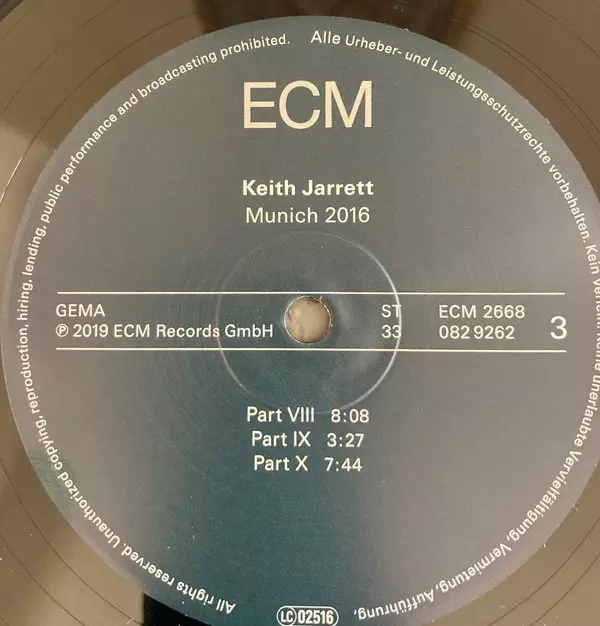 ECM
Keith Jarrett
Munich 2016
GEMA ST ECM 2668
℗ 2019 ECM Records GmbH 33 082 9262 3
Part VIII 8:08
Part IX 3:27
Part X 7:44
LC 02516
All rights reserved. Unauthorized copying, reproduction, hiring, lending, public performance and broadcasting prohibited. Alle Urheber- und Leistungsschutzrechte vorbehalten. Kein Verleih! Keine unerlaubte Vervielfältigung, Vermietung, Aufführung,